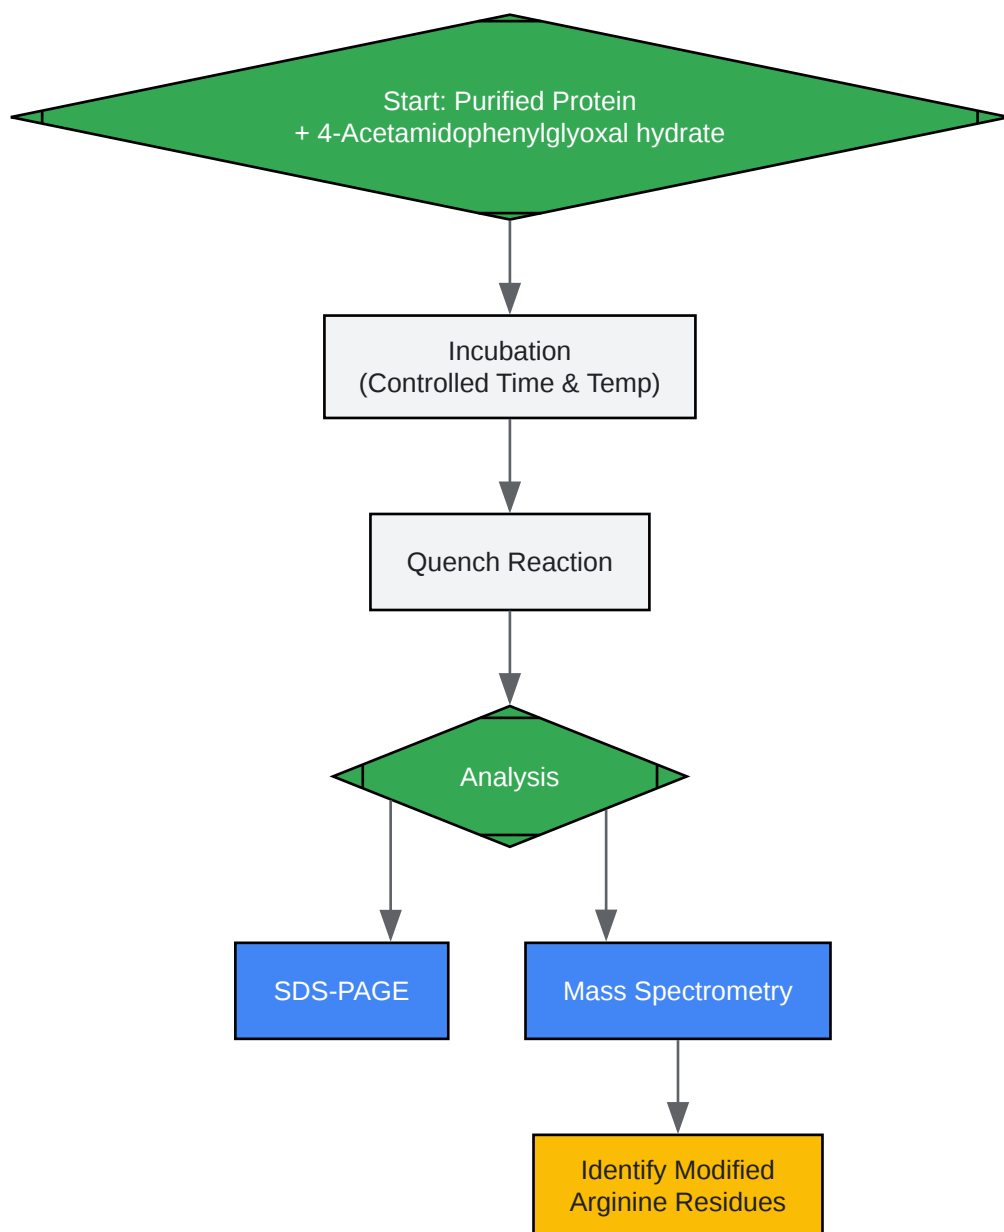 Start: Purified Protein
+ 4-Acetamidophenylglyoxal hydrate
Incubation
(Controlled Time & Temp)
Quench Reaction
Analysis
SDS-PAGE
Mass Spectrometry
Identify Modified
Arginine Residues